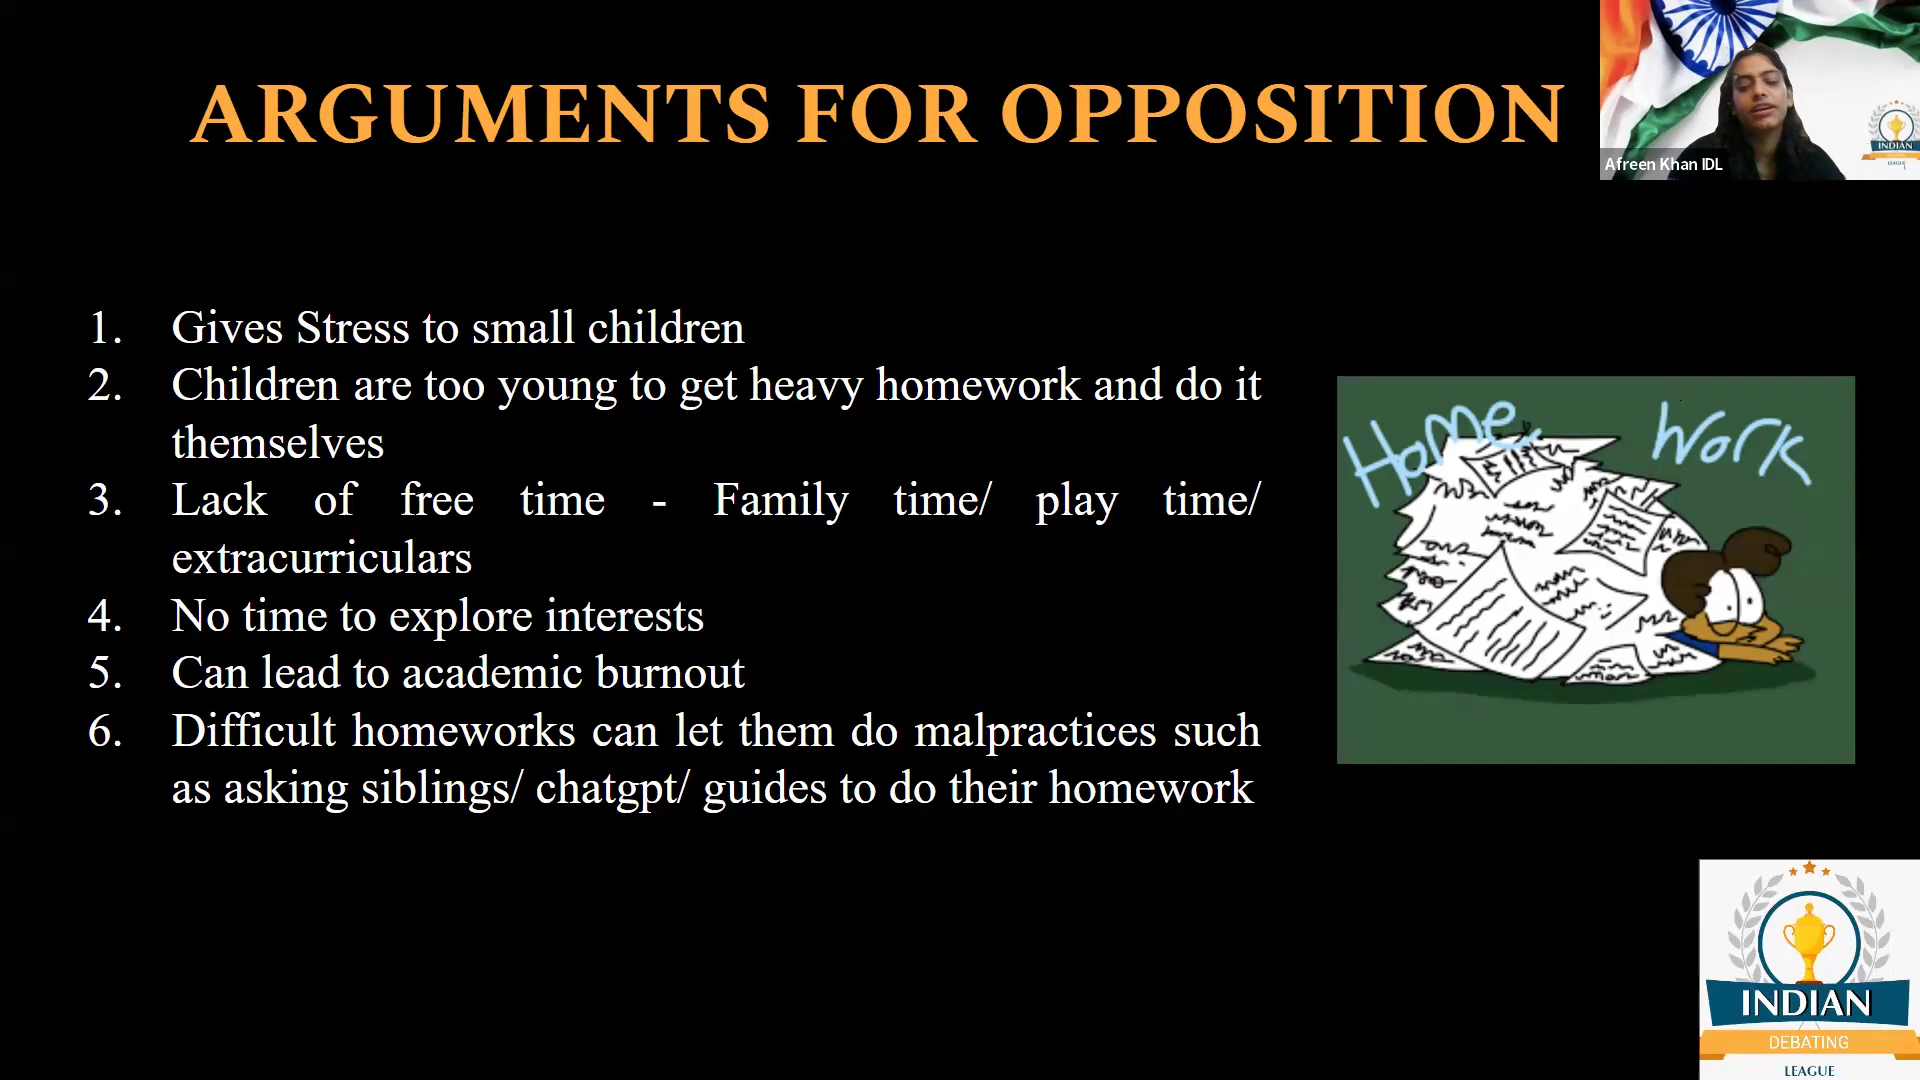 ARGUMENTS FOR OPPOSITION
Afreen Khan IDL
INDIAN
LEAGUE
1. Gives Stress to small children
2. Children are too young to get heavy homework and do it
themselves
3. Lack of free time - Family time/ play time/
extracurriculars
4. No time to explore interests
5. Can lead to academic burnout
6. Difficult homeworks can let them do malpractices such
as asking siblings/ chatgpt/ guides to do their homework
Home Work
INDIAN
DEBATING
LEAGUE